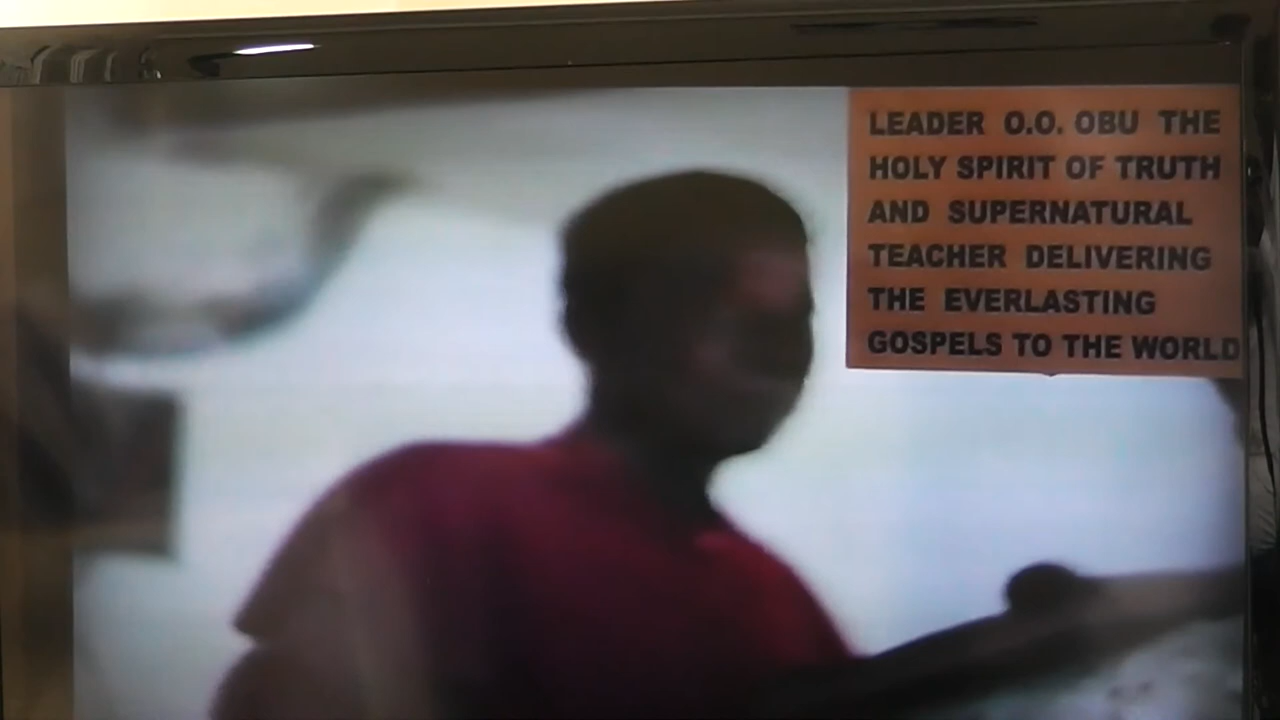 LEADER O.O. OBU THE
HOLY SPIRIT OF TRUTH
AND SUPERNATURAL
TEACHER DELIVERING
THE EVERLASTING
GOSPELS TO THE WORLD